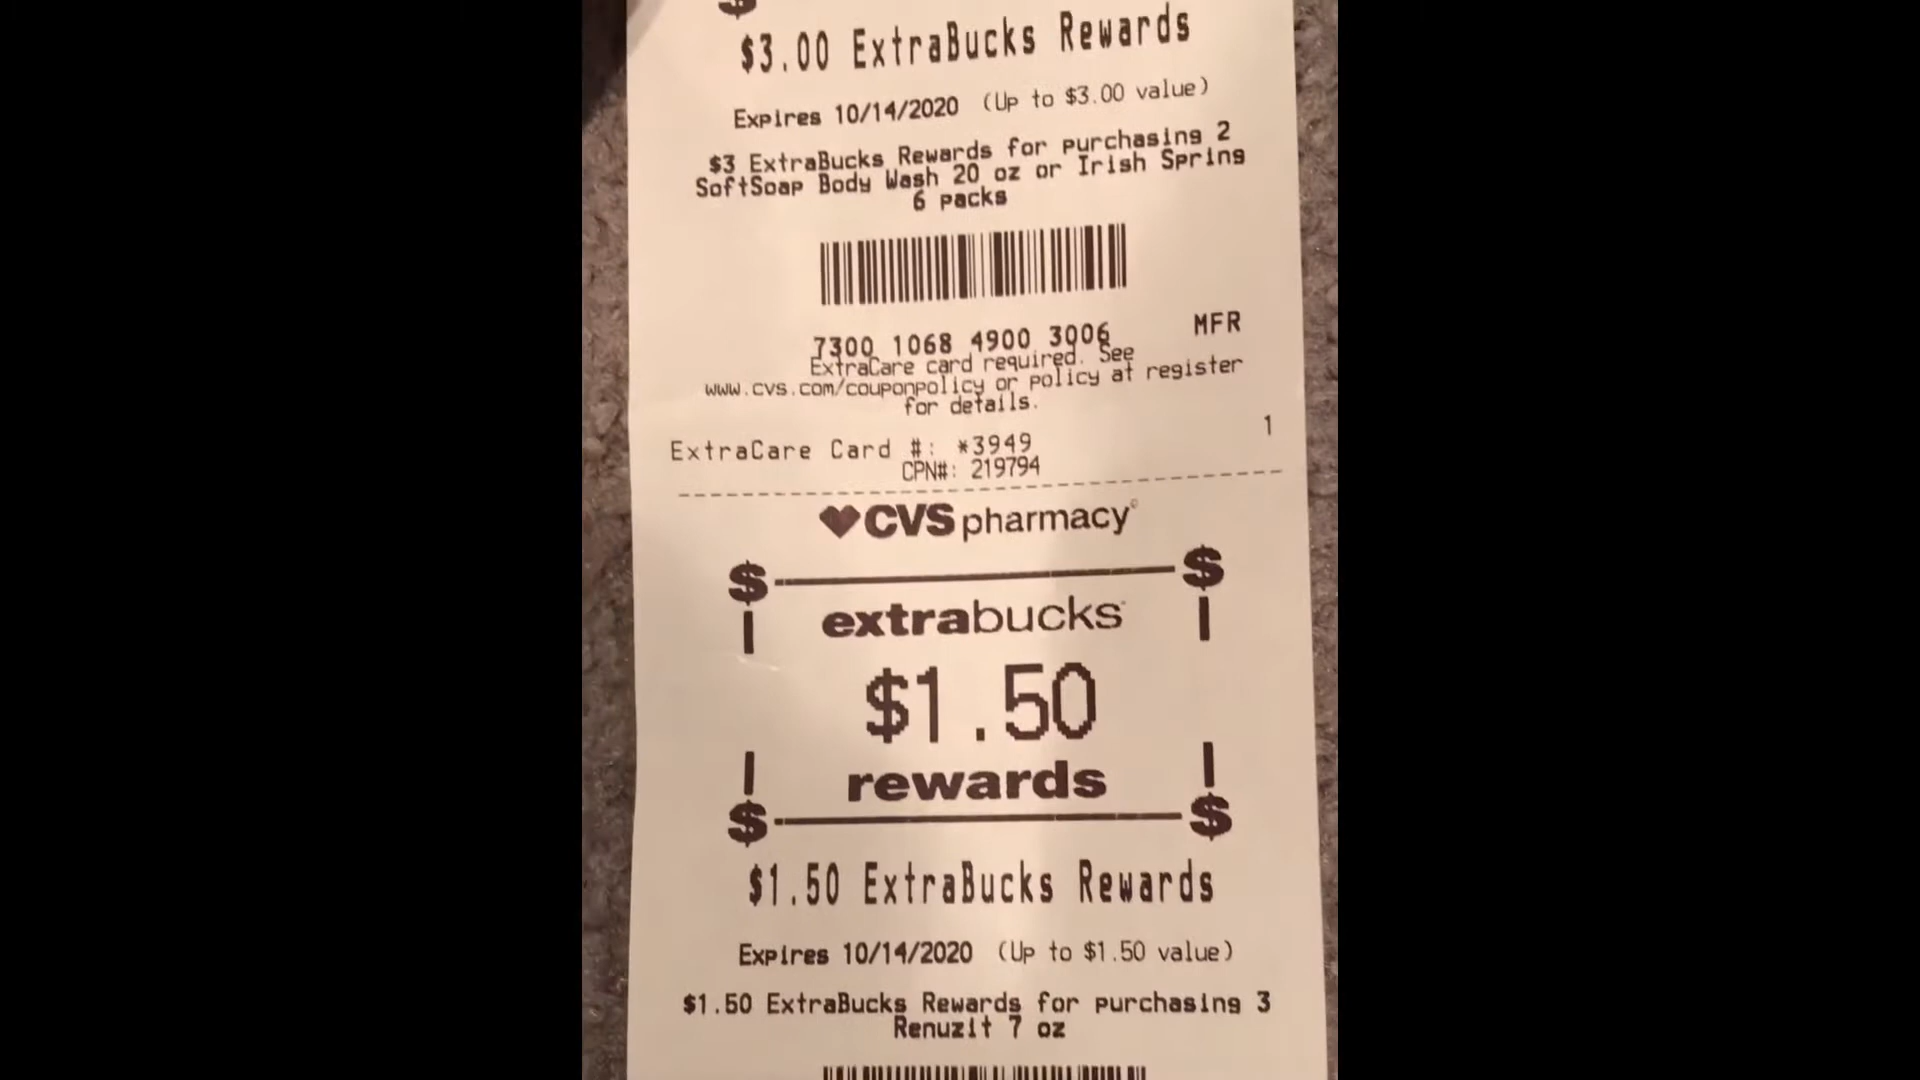 $3.00 ExtraBucks Rewards
Expires 10/14/2020 (Up to $3.00 value)
$3 ExtraBucks Rewards for purchasing 2
SoftSoap Body Wash 20 oz or Irish Spring
6 packs
7300 1068 4900 3006 MFR
ExtraCare card required. See
www.cvs.com/couponpolicy or policy at register
for details.
1
ExtraCare Card #: *3949
CPN#: 219794
CVS pharmacy
$ $
extrabucks
$1.50
rewards
$ $
$1.50 ExtraBucks Rewards
Expires 10/14/2020 (Up to $1.50 value)
$1.50 ExtraBucks Rewards for purchasing 3
Renuzit 7 oz